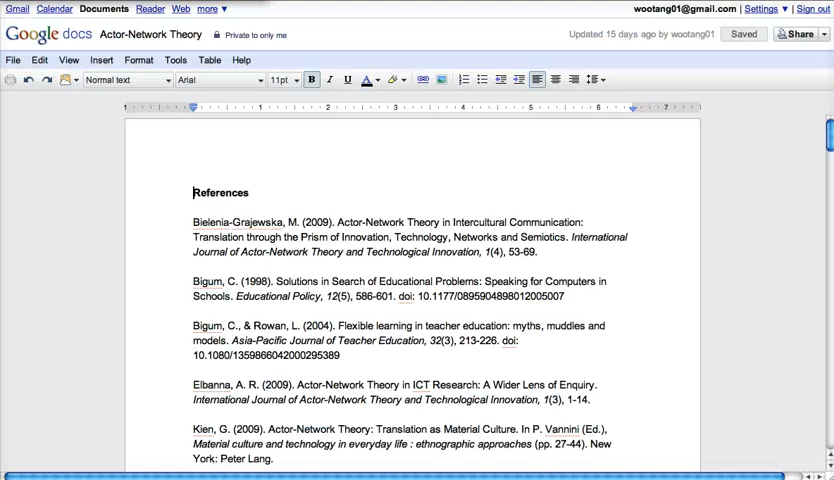 Gmail Calendar Documents Reader Web more ▼ wootang01@gmail.com | Settings ▼ | Sign out
Google docs Actor-Network Theory Private to only me Updated 15 days ago by wootang01 Saved Share
File Edit View Insert Format Tools Table Help
Normal text Arial 11pt B I U A
1 1 2 3 4 5 6 7
References
Bielenia-Grajewska, M. (2009). Actor-Network Theory in Intercultural Communication:
Translation through the Prism of Innovation, Technology, Networks and Semiotics. International
Journal of Actor-Network Theory and Technological Innovation, 1(4), 53-69.
Bigum, C. (1998). Solutions in Search of Educational Problems: Speaking for Computers in
Schools. Educational Policy, 12(5), 586-601. doi: 10.1177/0895904898012005007
Bigum, C., & Rowan, L. (2004). Flexible learning in teacher education: myths, muddles and
models. Asia-Pacific Journal of Teacher Education, 32(3), 213-226. doi:
10.1080/1359866042000295389
Elbanna, A. R. (2009). Actor-Network Theory in ICT Research: A Wider Lens of Enquiry.
International Journal of Actor-Network Theory and Technological Innovation, 1(3), 1-14.
Kien, G. (2009). Actor-Network Theory: Translation as Material Culture. In P. Vannini (Ed.),
Material culture and technology in everyday life : ethnographic approaches (pp. 27-44). New
York: Peter Lang.